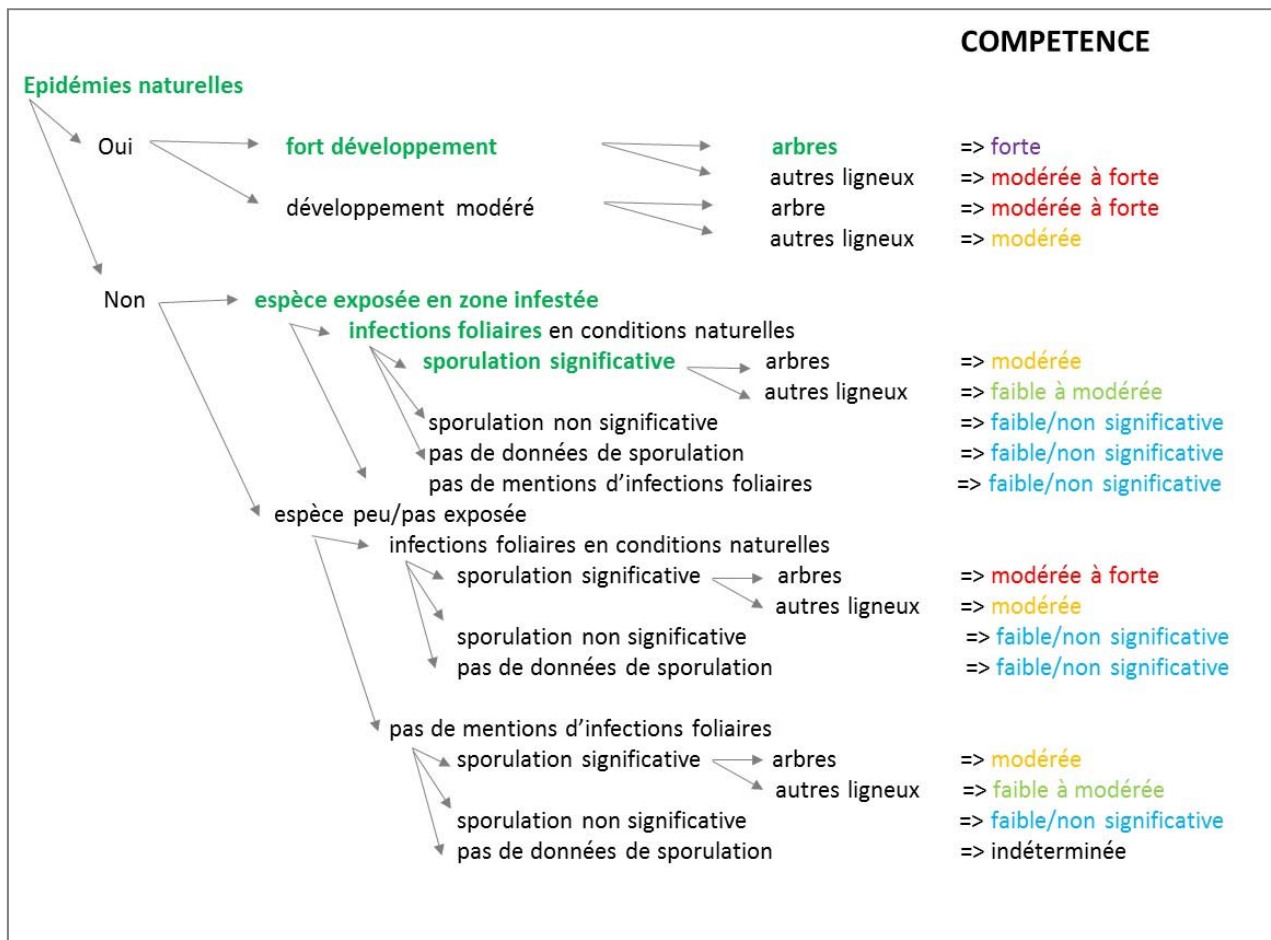 COMPETENCE
Epidémies naturelles
Oui fort développement arbres => forte
autres ligneux => modérée à forte
développement modéré arbre => modérée à forte
autres ligneux => modérée
Non espèce exposée en zone infestée
infections foliaires en conditions naturelles
sporulation significative arbres => modérée
autres ligneux => faible à modérée
sporulation non significative => faible/non significative
pas de données de sporulation => faible/non significative
pas de mentions d’infections foliaires => faible/non significative
espèce peu/pas exposée
infections foliaires en conditions naturelles
sporulation significative arbres => modérée à forte
autres ligneux => modérée
sporulation non significative => faible/non significative
pas de données de sporulation => faible/non significative
pas de mentions d’infections foliaires
sporulation significative arbres => modérée
autres ligneux => faible à modérée
sporulation non significative => faible/non significative
pas de données de sporulation => indéterminée